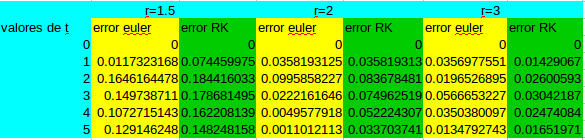 r=1.5 r=2 r=3
valores de t error euler error RK error euler error RK error euler error RK
0 0 0 0 0 0 0
1 0.0117323168 0.074459975 0.0358193125 0.035819313 0.0356977551 0.01429067
2 0.1646164478 0.184416033 0.0995858227 0.083678481 0.0196526895 0.02600593
3 0.149738711 0.178681495 0.0222161646 0.074962519 0.0566653227 0.03042187
4 0.1072715143 0.162208139 0.0049577918 0.052224307 0.0350380097 0.02474084
5 0.129146248 0.148248158 0.0011012113 0.033703741 0.0134792743 0.01651971